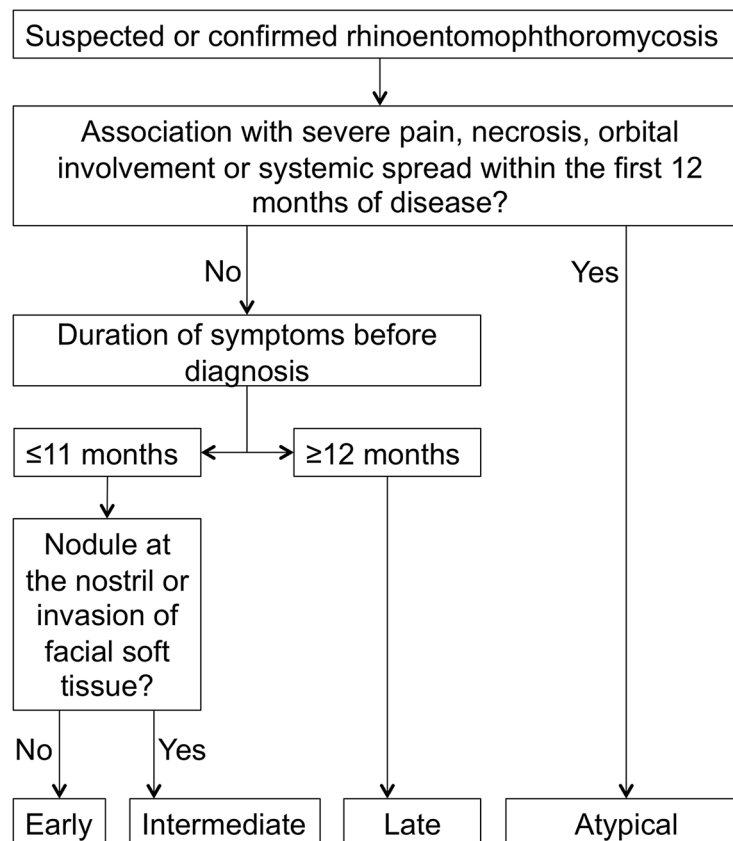 Suspected or confirmed rhinoentomophthoromycosis
Association with severe pain, necrosis, orbital
involvement or systemic spread within the first 12
months of disease?
No
Yes
Duration of symptoms before
diagnosis
≤11 months
≥12 months
Nodule at
the nostril or
invasion of
facial soft
tissue?
No
Yes
Early
Intermediate
Late
Atypical